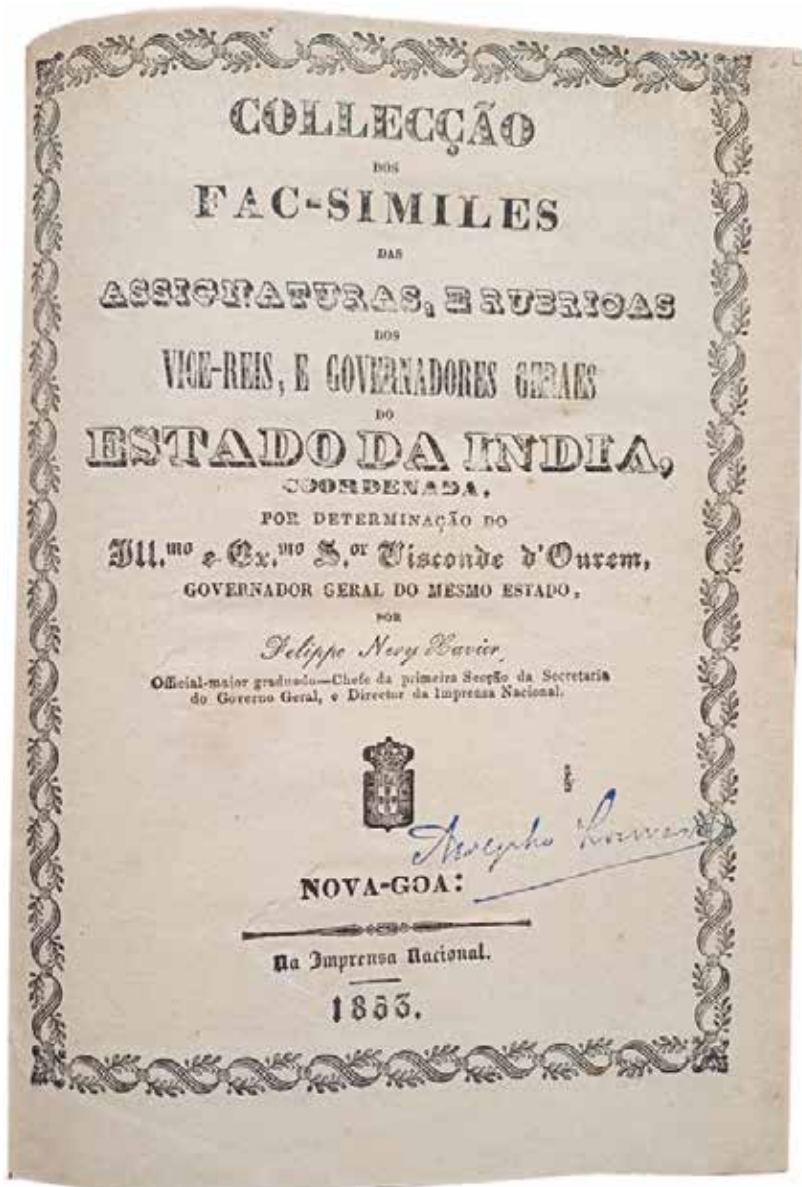 COLLECÇÃO
DOS
FAC-SIMILES
DAS
ASSIGNATURAS, E RUBRICAS
DOS
VICE-REIS, E GOVERNADORES GERAES
DO
ESTADO DA INDIA,
COORDENADA,
POR DETERMINAÇÃO DO
Ill.mo e Ex.mo S.or Visconde d'Ourem,
GOVERNADOR GERAL DO MESMO ESTADO,
POR
Felippe Nery Xavier,
Official-maior graduado—Chefe da primeira Secção da Secretaria
do Governo Geral, e Director da Imprensa Nacional.
NOVA-GOA:
Na Imprensa Nacional.
1853.